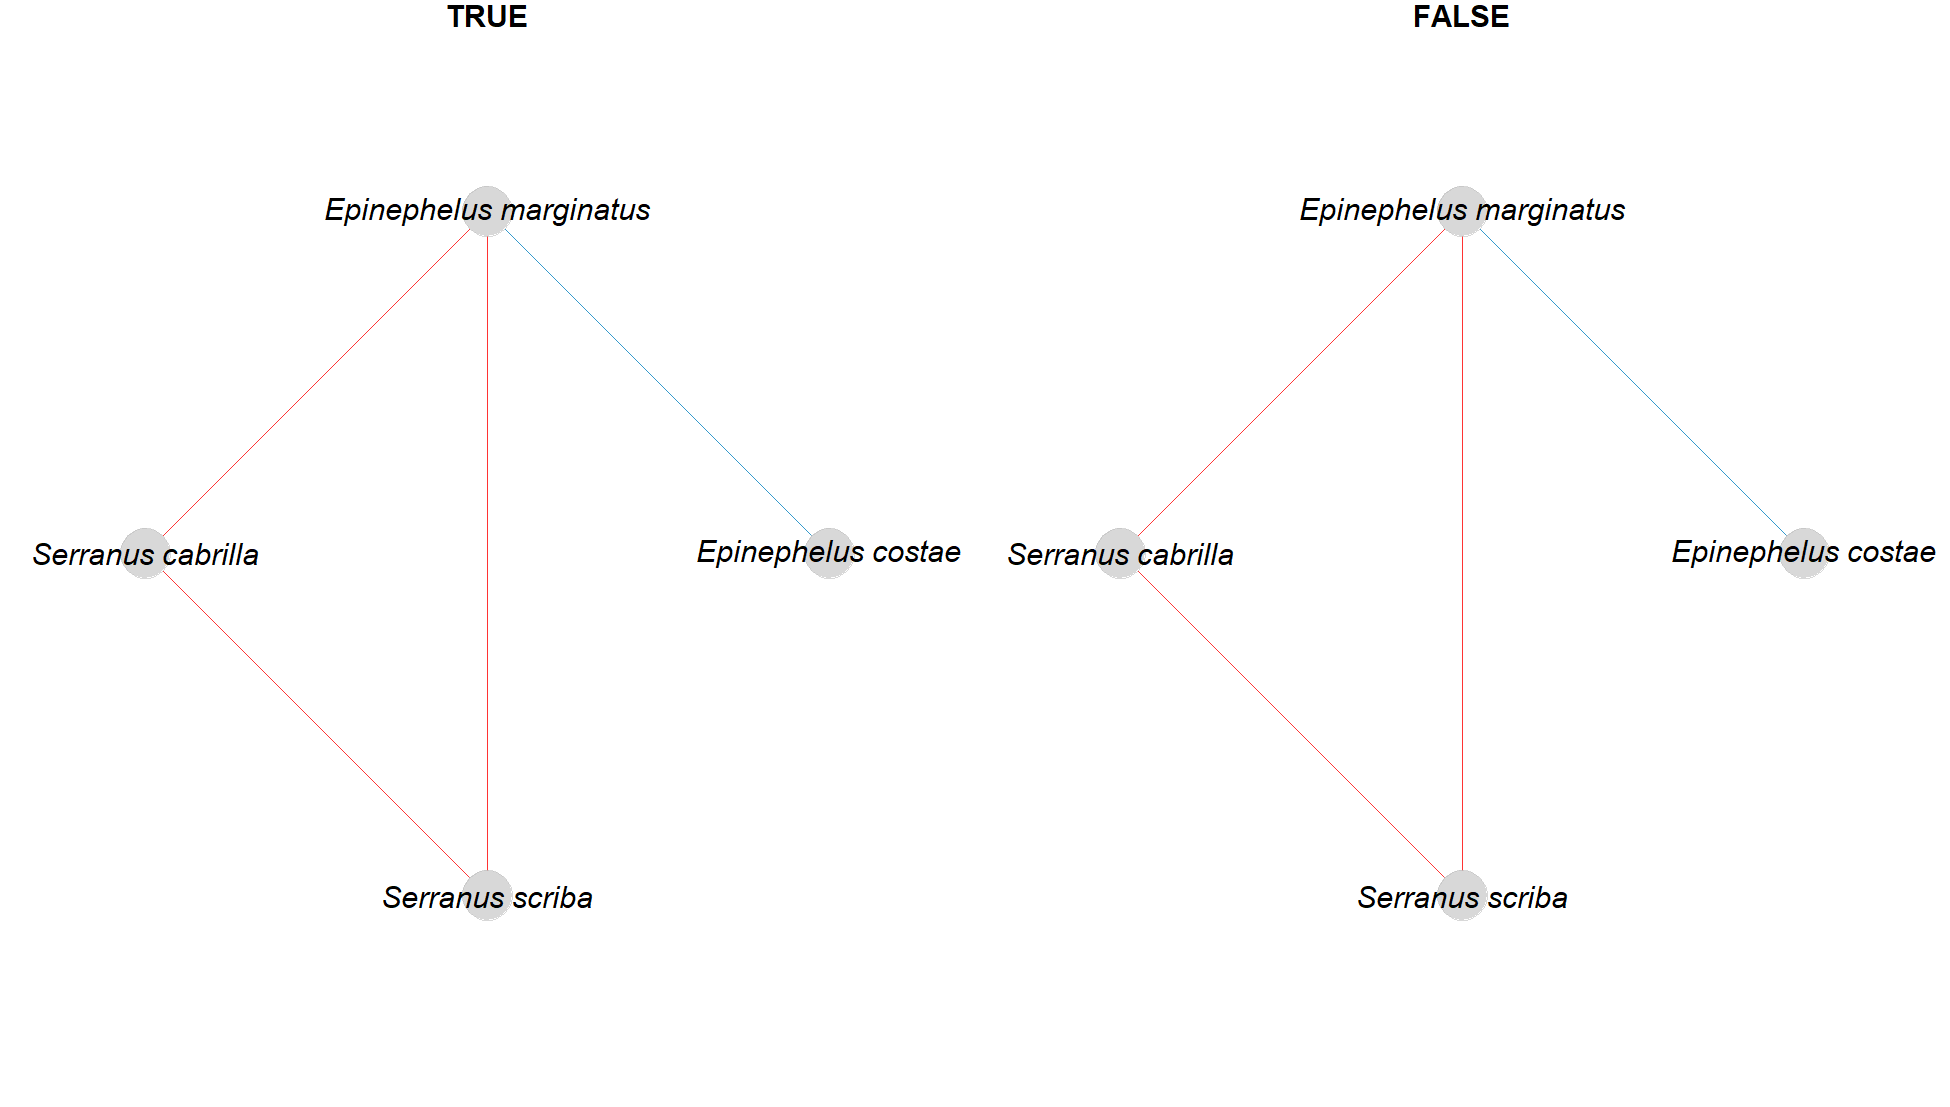 TRUE
Epinephelus marginatus
Serranus cabrilla
Epinephelus costae
Serranus scriba
FALSE
Epinephelus marginatus
Serranus cabrilla
Epinephelus costae
Serranus scriba